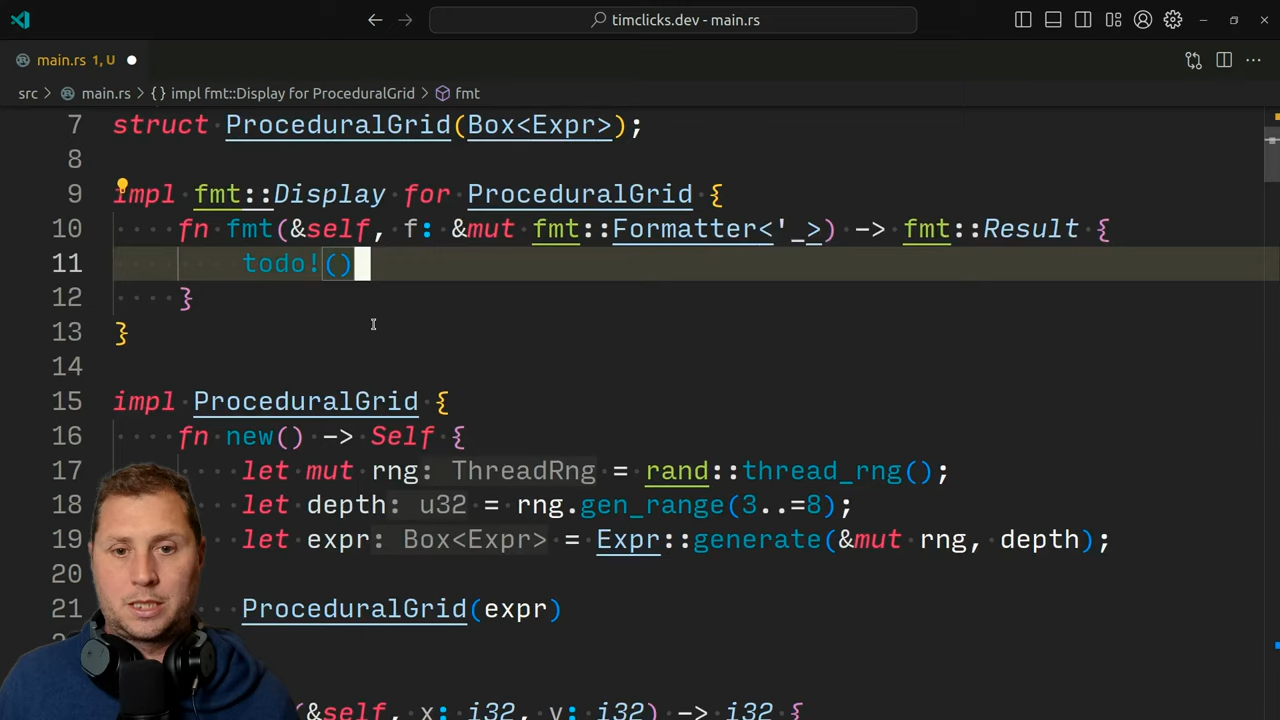 timclicks.dev - main.rs
main.rs 1, U
src < main.rs < {} impl fmt::Display for ProceduralGrid < fmt
7 struct ProceduralGrid(Box<Expr>);
8
9 impl fmt::Display for ProceduralGrid {
10 fn fmt(&self, f: &mut fmt::Formatter<'_>) -> fmt::Result {
11 todo!()
12 }
13 }
14
15 impl ProceduralGrid {
16 fn new() -> Self {
17 let mut rng: ThreadRng = rand::thread_rng();
18 let depth: u32 = rng.gen_range(3..=8);
19 let expr: Box<Expr> = Expr::generate(&mut rng, depth);
20
21 ProceduralGrid(expr)
(&self, x: i32, y: i32) -> i32 {